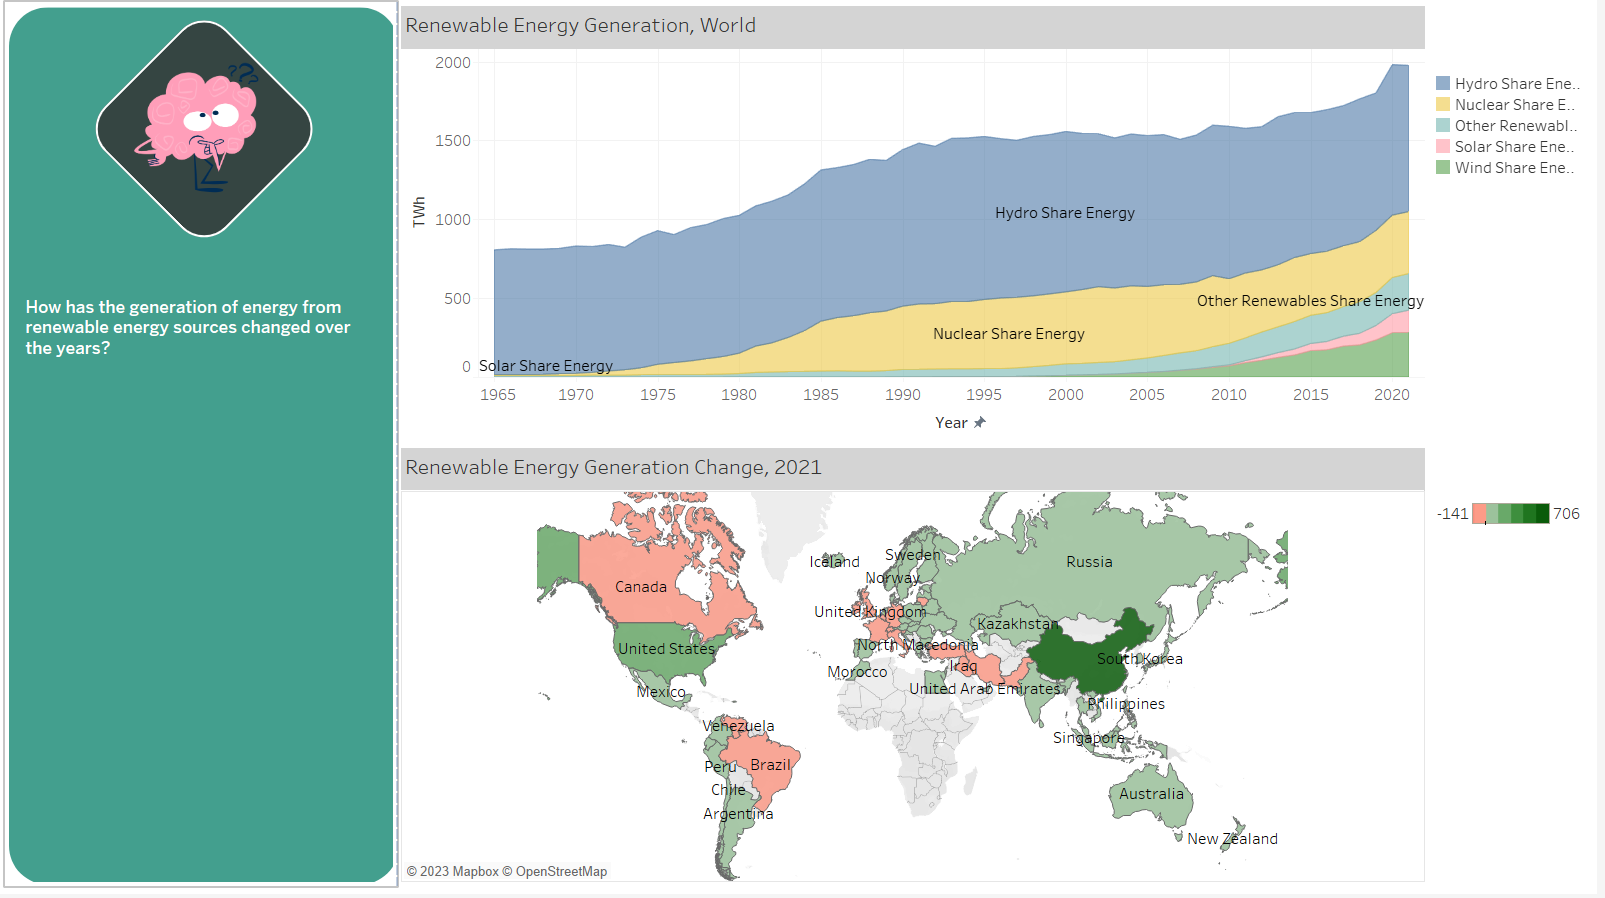 ??
How has the generation of energy from
renewable energy sources changed over
the years?
Renewable Energy Generation, World
2000
1500
1000
500
0
TWh
Hydro Share Energy
Nuclear Share Energy
Other Renewables Share Energy
Solar Share Energy
1965 1970 1975 1980 1985 1990 1995 2000 2005 2010 2015 2020
Year
Hydro Share Ene..
Nuclear Share E..
Other Renewabl..
Solar Share Ene..
Wind Share Ene..
Renewable Energy Generation Change, 2021
-141 706
Iceland
Sweden
Russia
Norway
Canada
United Kingdom
Kazakhstan
United States
North Macedonia
South Korea
Iraq
Morocco
United Arab Emirates
Mexico
Philippines
Venezuela
Singapore
Peru
Brazil
Chile
Australia
Argentina
New Zealand
© 2023 Mapbox © OpenStreetMap